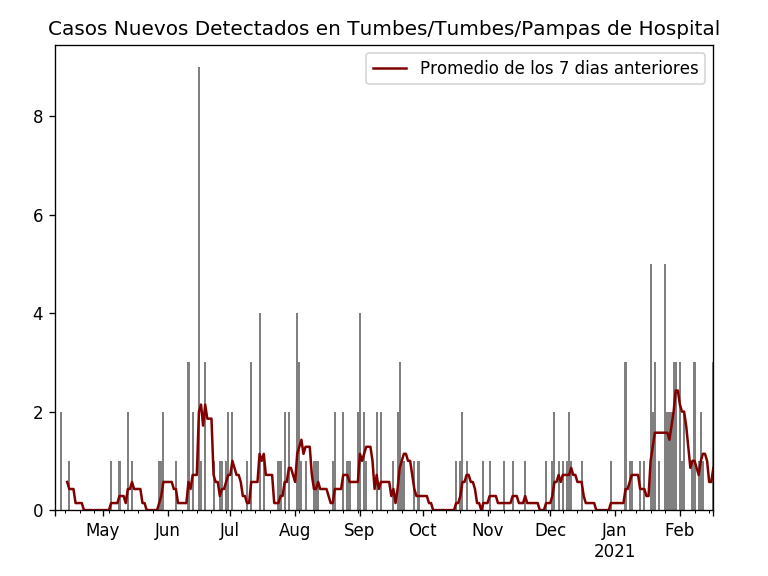 Casos Nuevos Detectados en Tumbes/Tumbes/Pampas de Hospital
Promedio de los 7 dias anteriores
8
6
4
2
0
May Jun Jul Aug Sep Oct Nov Dec Jan Feb
2021